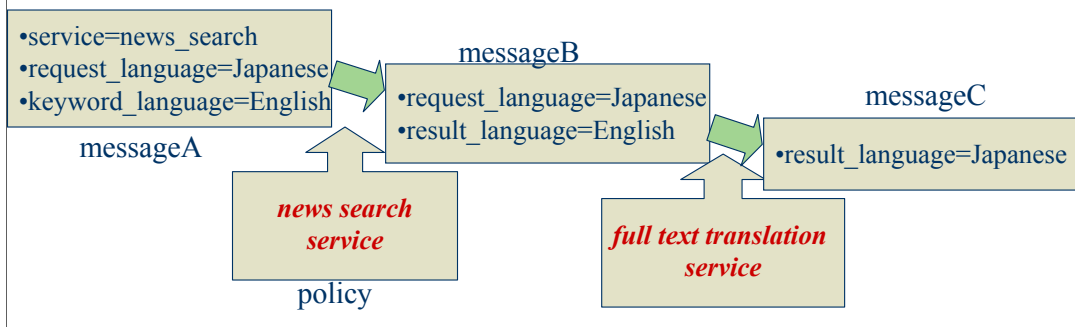 •service=news_search
•request_language=Japanese
•keyword_language=English
messageA
messageB
•request_language=Japanese
•result_language=English
messageC
•result_language=Japanese
news search
service
policy
full text translation
service